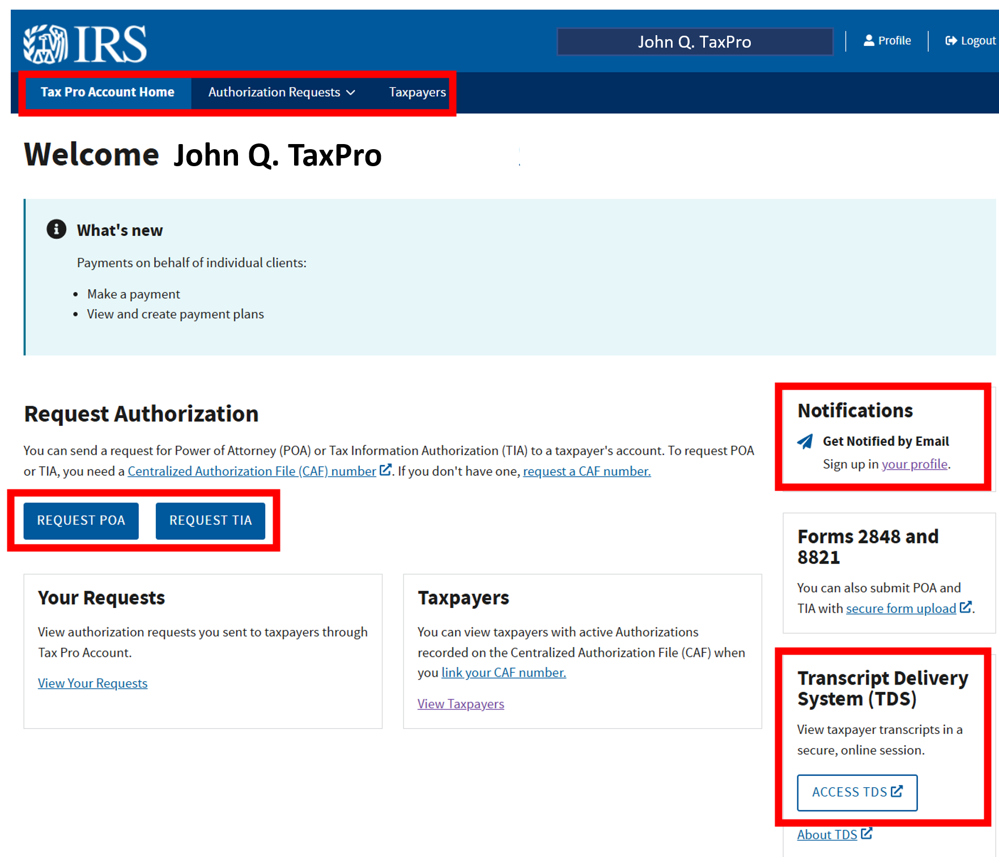 IRS
John Q. TaxPro
Profile
Logout
Tax Pro Account Home
Authorization Requests
Taxpayers
Welcome John Q. TaxPro
What's new
Payments on behalf of individual clients:
• Make a payment
• View and create payment plans
Request Authorization
You can send a request for Power of Attorney (POA) or Tax Information Authorization (TIA) to a taxpayer's account. To request POA
or TIA, you need a Centralized Authorization File (CAF) number. If you don't have one, request a CAF number.
REQUEST POA
REQUEST TIA
Your Requests
View authorization requests you sent to taxpayers through
Tax Pro Account.
View Your Requests
Taxpayers
You can view taxpayers with active Authorizations
recorded on the Centralized Authorization File (CAF) when
you link your CAF number.
View Taxpayers
Notifications
Get Notified by Email
Sign up in your profile.
Forms 2848 and
8821
You can also submit POA and
TIA with secure form upload.
Transcript Delivery
System (TDS)
View taxpayer transcripts in a
secure, online session.
ACCESS TDS
About TDS